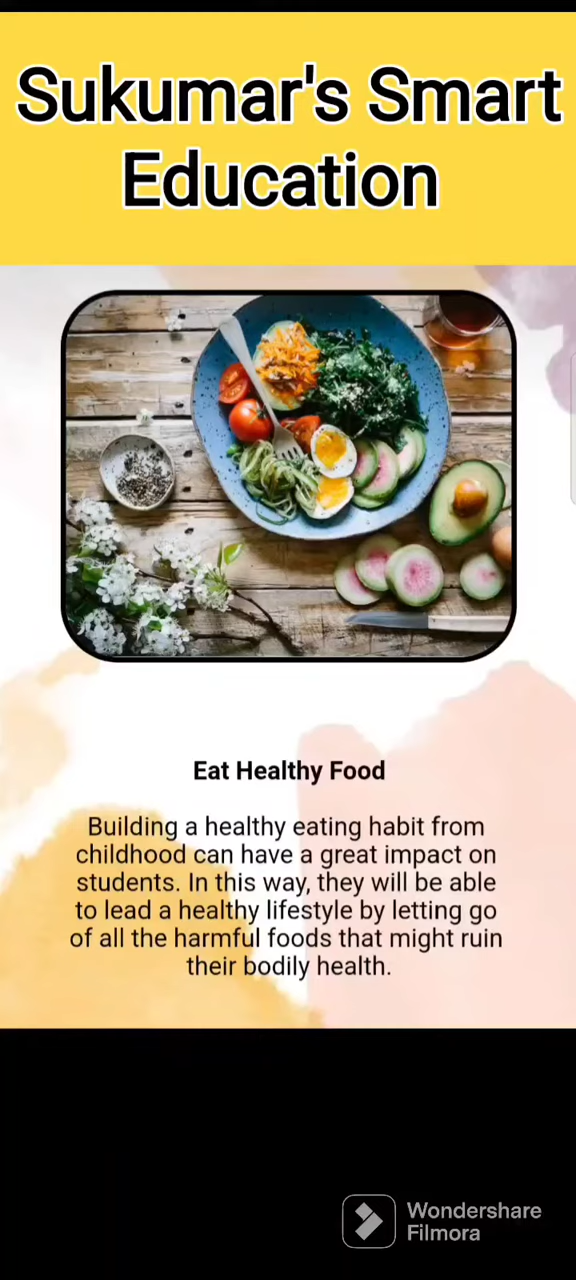 Sukumar's Smart
Education
Eat Healthy Food
Building a healthy eating habit from
childhood can have a great impact on
students. In this way, they will be able
to lead a healthy lifestyle by letting go
of all the harmful foods that might ruin
their bodily health.
Wondershare
Filmora